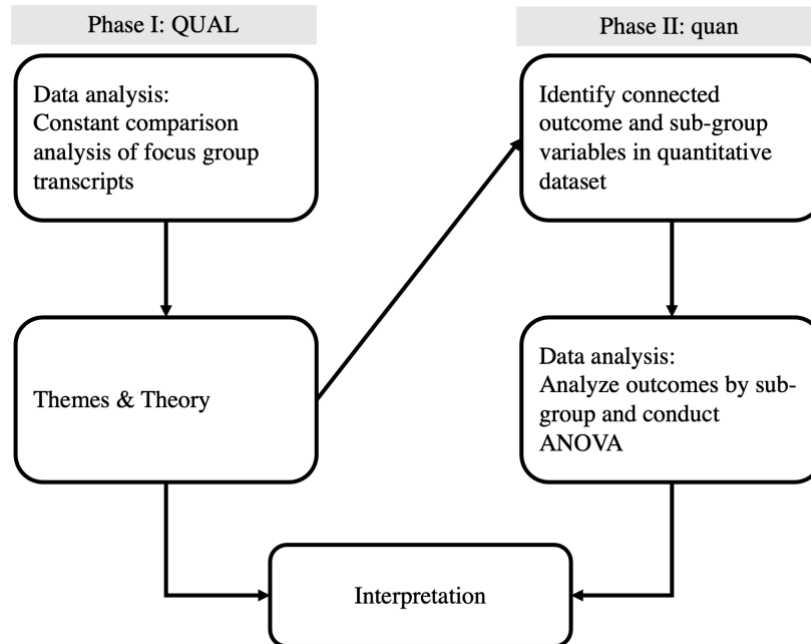 Phase I: QUAL
Data analysis:
Constant comparison
analysis of focus group
transcripts
Themes & Theory
Phase II: quan
Identify connected
outcome and sub-group
variables in quantitative
dataset
Data analysis:
Analyze outcomes by sub-
group and conduct
ANOVA
Interpretation